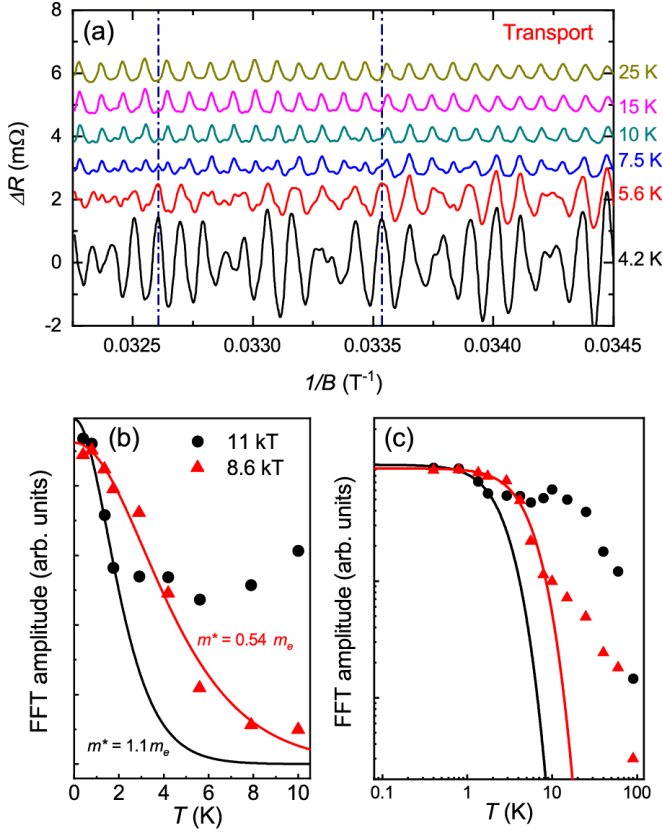 (a)
Transport
ΔR (mΩ)
8
6
4
2
0
-2
25 K
15 K
10 K
7.5 K
5.6 K
4.2 K
0.0325 0.0330 0.0335 0.0340 0.0345
1/B (T⁻¹)
(b)
11 kT
8.6 kT
m* = 0.54 mₑ
m* = 1.1 mₑ
FFT amplitude (arb. units)
0 2 4 6 8 10
T (K)
(c)
FFT amplitude (arb. units)
0.1 1 10 100
T (K)